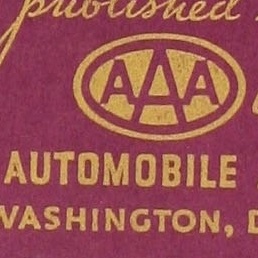 published
AAA
AUTOMOBILE
WASHINGTON, D